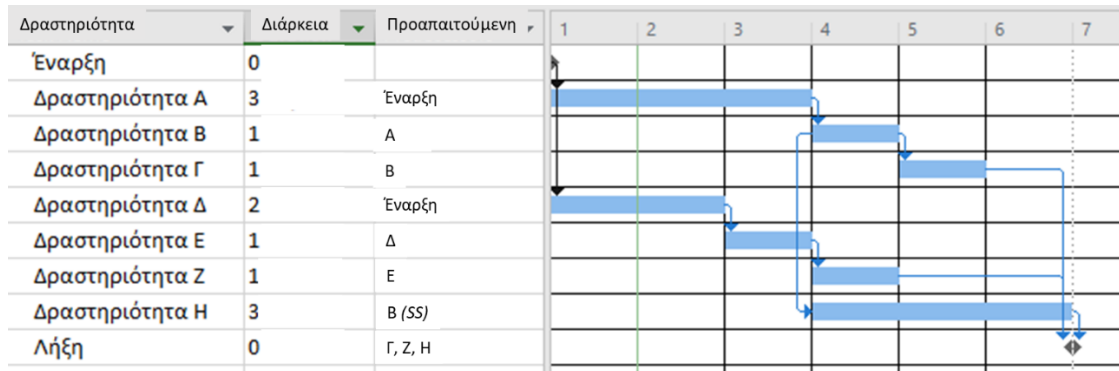 Δραστηριότητα Διάρκεια Προαπαιτούμενη 1 2 3 4 5 6 7
Έναρξη 0
Δραστηριότητα Α 3 Έναρξη
Δραστηριότητα Β 1 Α
Δραστηριότητα Γ 1 Β
Δραστηριότητα Δ 2 Έναρξη
Δραστηριότητα Ε 1 Δ
Δραστηριότητα Ζ 1 Ε
Δραστηριότητα Η 3 Β (SS)
Λήξη 0 Γ, Ζ, Η